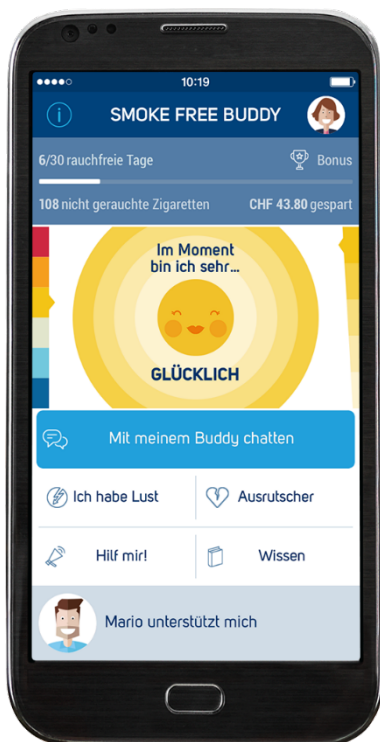 10:19
SMOKE FREE BUDDY
6/30 rauchfreie Tage
Bonus
108 nicht gerauchte Zigaretten
CHF 43.80 gespart
Im Moment
bin ich sehr...
GLÜCKLICH
Mit meinem Buddy chatten
Ich habe Lust
Ausrutscher
Hilf mir!
Wissen
Mario unterstützt mich